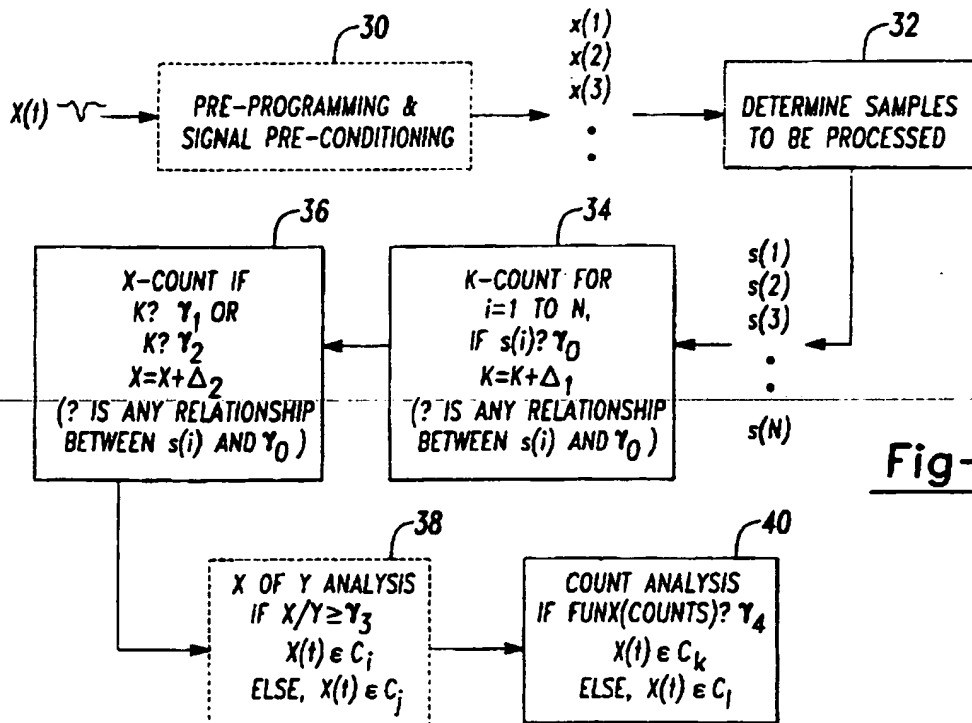 30
X(t)
PRE-PROGRAMMING &
SIGNAL PRE-CONDITIONING
x(1)
x(2)
x(3)
32
DETERMINE SAMPLES
TO BE PROCESSED
36
X-COUNT IF
K? γ1 OR
K? γ2
X=X+Δ2
(? IS ANY RELATIONSHIP
BETWEEN s(i) AND γ0)
34
K-COUNT FOR
i=1 TO N,
IF s(i)? γ0
K=K+Δ1
(? IS ANY RELATIONSHIP
BETWEEN s(i) AND γ0)
s(1)
s(2)
s(3)
s(N)
Fig-
38
X OF Y ANALYSIS
IF X/Y≥γ3
X(t) ε Ci
ELSE, X(t) ε Cj
40
COUNT ANALYSIS
IF FUNX(COUNTS)? γ4
X(t) ε Ck
ELSE, X(t) ε Cl